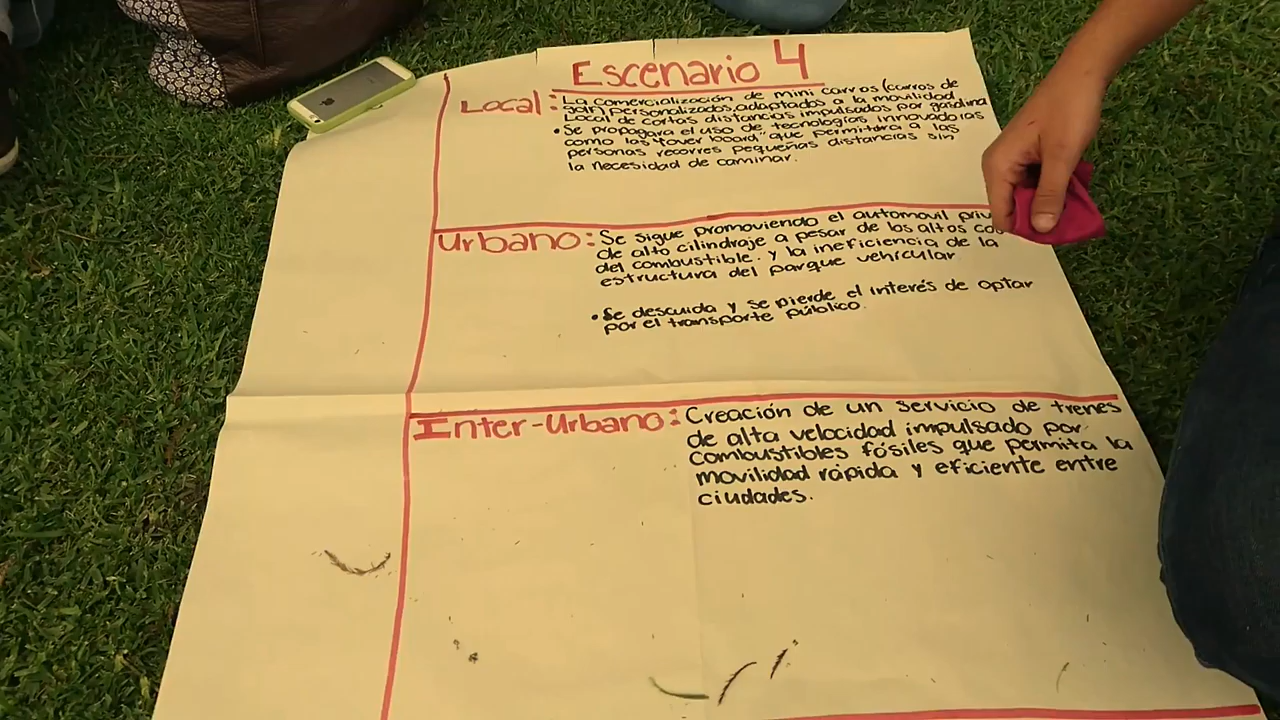 Escenario 4
Local:
• La comercialización de mini carros (carros de
golf) personalizados, adaptados a la movilidad
Local de cortas distancias impulsados por gasolina
• Se propagara el uso de tecnologías innovadoras
como las "over board" que permitira a las
personas recorres pequeñas distancias sin
la necesidad de caminar.
Urbano:
Se sigue promoviendo el automovil
de alto cilindraje a pesar de los altos
del combustible. y la ineficiencia de la
estructura del parque vehicular
• Se descuida y se pierde el interés de optar
por el transporte público.
Inter-Urbano:
Creación de un servicio de trenes
de alta velocidad impulsado por
combustibles fósiles que permita la
movilidad rápida y eficiente entre
ciudades.